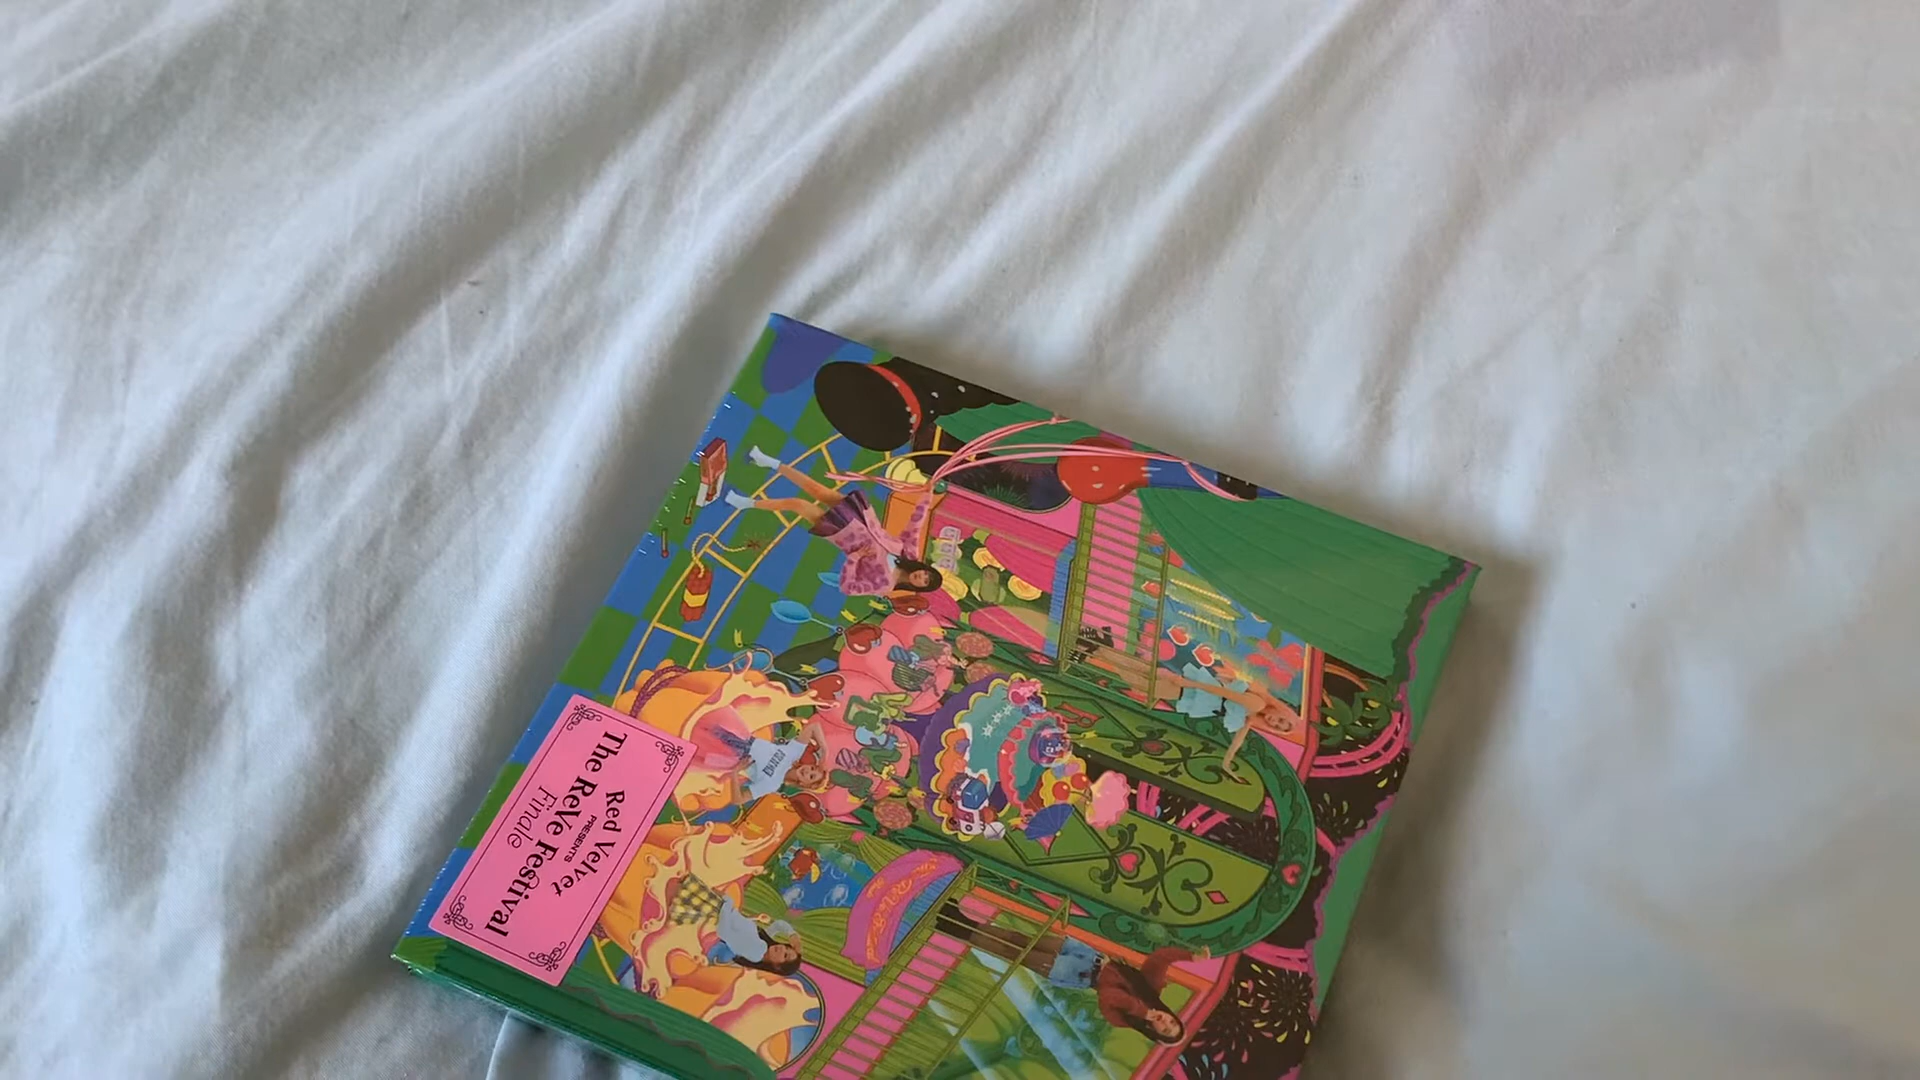 Red Velvet
PRESENTS
The ReVe Festival
Finale